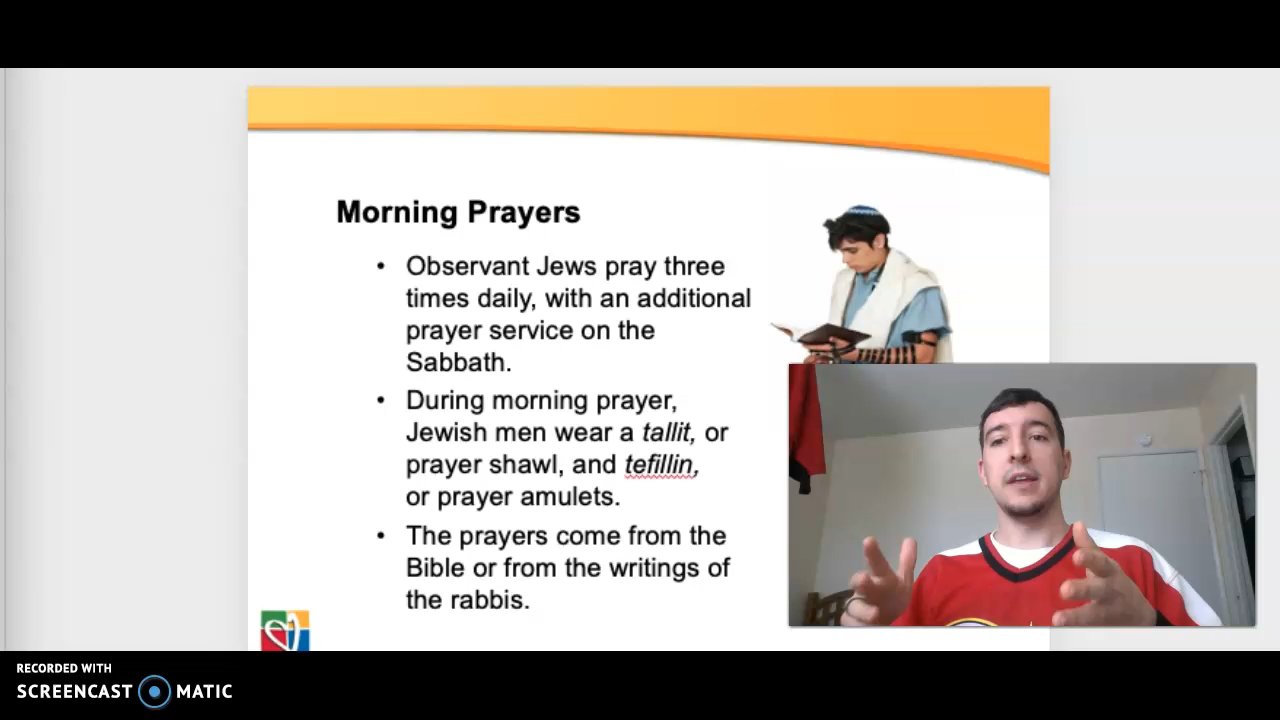 Morning Prayers
• Observant Jews pray three
times daily, with an additional
prayer service on the
Sabbath.
• During morning prayer,
Jewish men wear a tallit, or
prayer shawl, and tefillin,
or prayer amulets.
• The prayers come from the
Bible or from the writings of
the rabbis.
RECORDED WITH
SCREENCAST MATIC